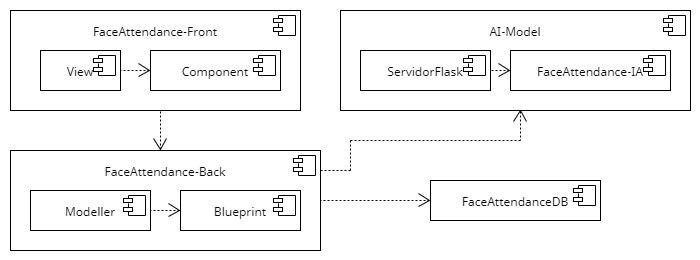 FaceAttendance-Front
View
Component
AI-Model
ServidorFlask
FaceAttendance-IA
FaceAttendance-Back
Modeller
Blueprint
FaceAttendanceDB